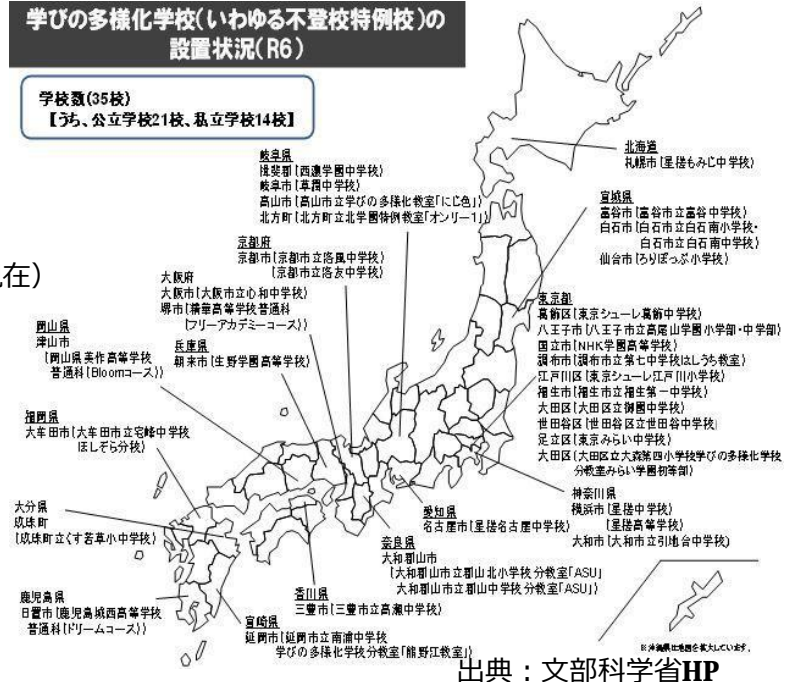 学びの多様化学校(いわゆる不登校特例校)の
設置状況(R6)
学校数(35校)
【うち、公立学校21校、私立学校14校】
在）
北海道
札幌市(星槎もみじ中学校)
宮城県
富谷市(富谷市立富谷中学校)
白石市(白石市立白石南小学校・
白石市立白石南中学校)
仙台市(ろりぽっぷ小学校)
岐阜県
揖斐郡(西濃学園中学校)
岐阜市(草潤中学校)
高山市(高山市立学びの多様化教室「にじ色」)
北方町(北方町立北学園特例教室「オンリー1」)
京都府
京都市(京都市立洛風中学校)
(京都市立洛友中学校)
大阪府
大阪市(大阪市立心和中学校)
堺市(精華高等学校普通科
(フリーアカデミーコース))
兵庫県
朝来市(生野学園高等学校)
岡山県
津山市
(岡山県美作高等学校
普通科(Bloomコース))
福岡県
大牟田市(大牟田市立宅峰中学校
ほしぞら分校)
大分県
玖珠町
(玖珠町立くす若草小中学校)
鹿児島県
日置市(鹿児島城西高等学校
普通科(ドリームコース))
宮崎県
延岡市(延岡市立南浦中学校
学びの多様化学校分教室「熊野江教室」)
香川県
三豊市(三豊市立高瀬中学校)
奈良県
大和郡山市
(大和郡山市立郡山北小学校分教室「ASU」
大和郡山市立郡山中学校分教室「ASU」)
愛知県
名古屋市(星槎名古屋中学校)
東京都
葛飾区(東京シューレ葛飾中学校)
八王子市(八王子市立高尾山学園小学部・中学部)
国立市(NHK学園高等学校)
調布市(調布市立第七中学校はしうち教室)
江戸川区(東京シューレ江戸川小学校)
福生市(福生市立福生第一中学校)
大田区(大田区立御園中学校)
世田谷区(世田谷区立世田谷中学校)
足立区(東京みらい中学校)
大田区(大田区立大森第四小学校学びの多様化学校
分教室みらい学園初等部)
神奈川県
横浜市(星槎中学校)
(星槎高等学校)
大和市(大和市立引地台中学校)
※沖縄県は地図を拡大しています。
出典：文部科学省HP